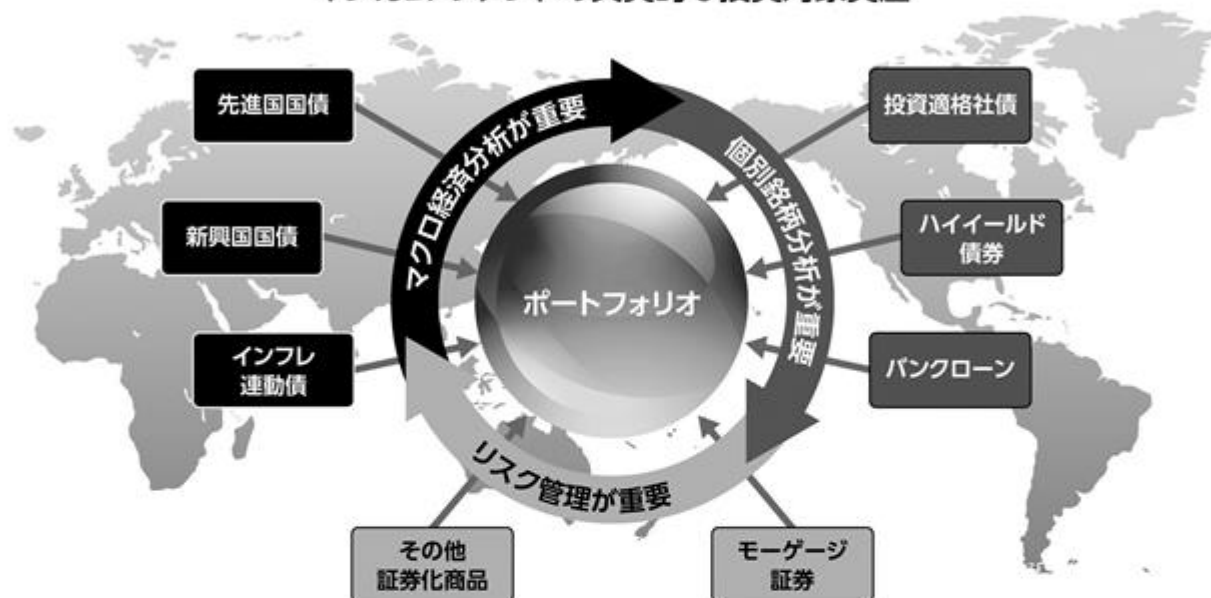 先進国国債
投資適格社債
マクロ経済分析が重要
個別銘柄分析が重要
新興国国債
ハイイールド
債券
ポートフォリオ
インフレ
連動債
バンクローン
リスク管理が重要
その他
証券化商品
モーゲージ
証券